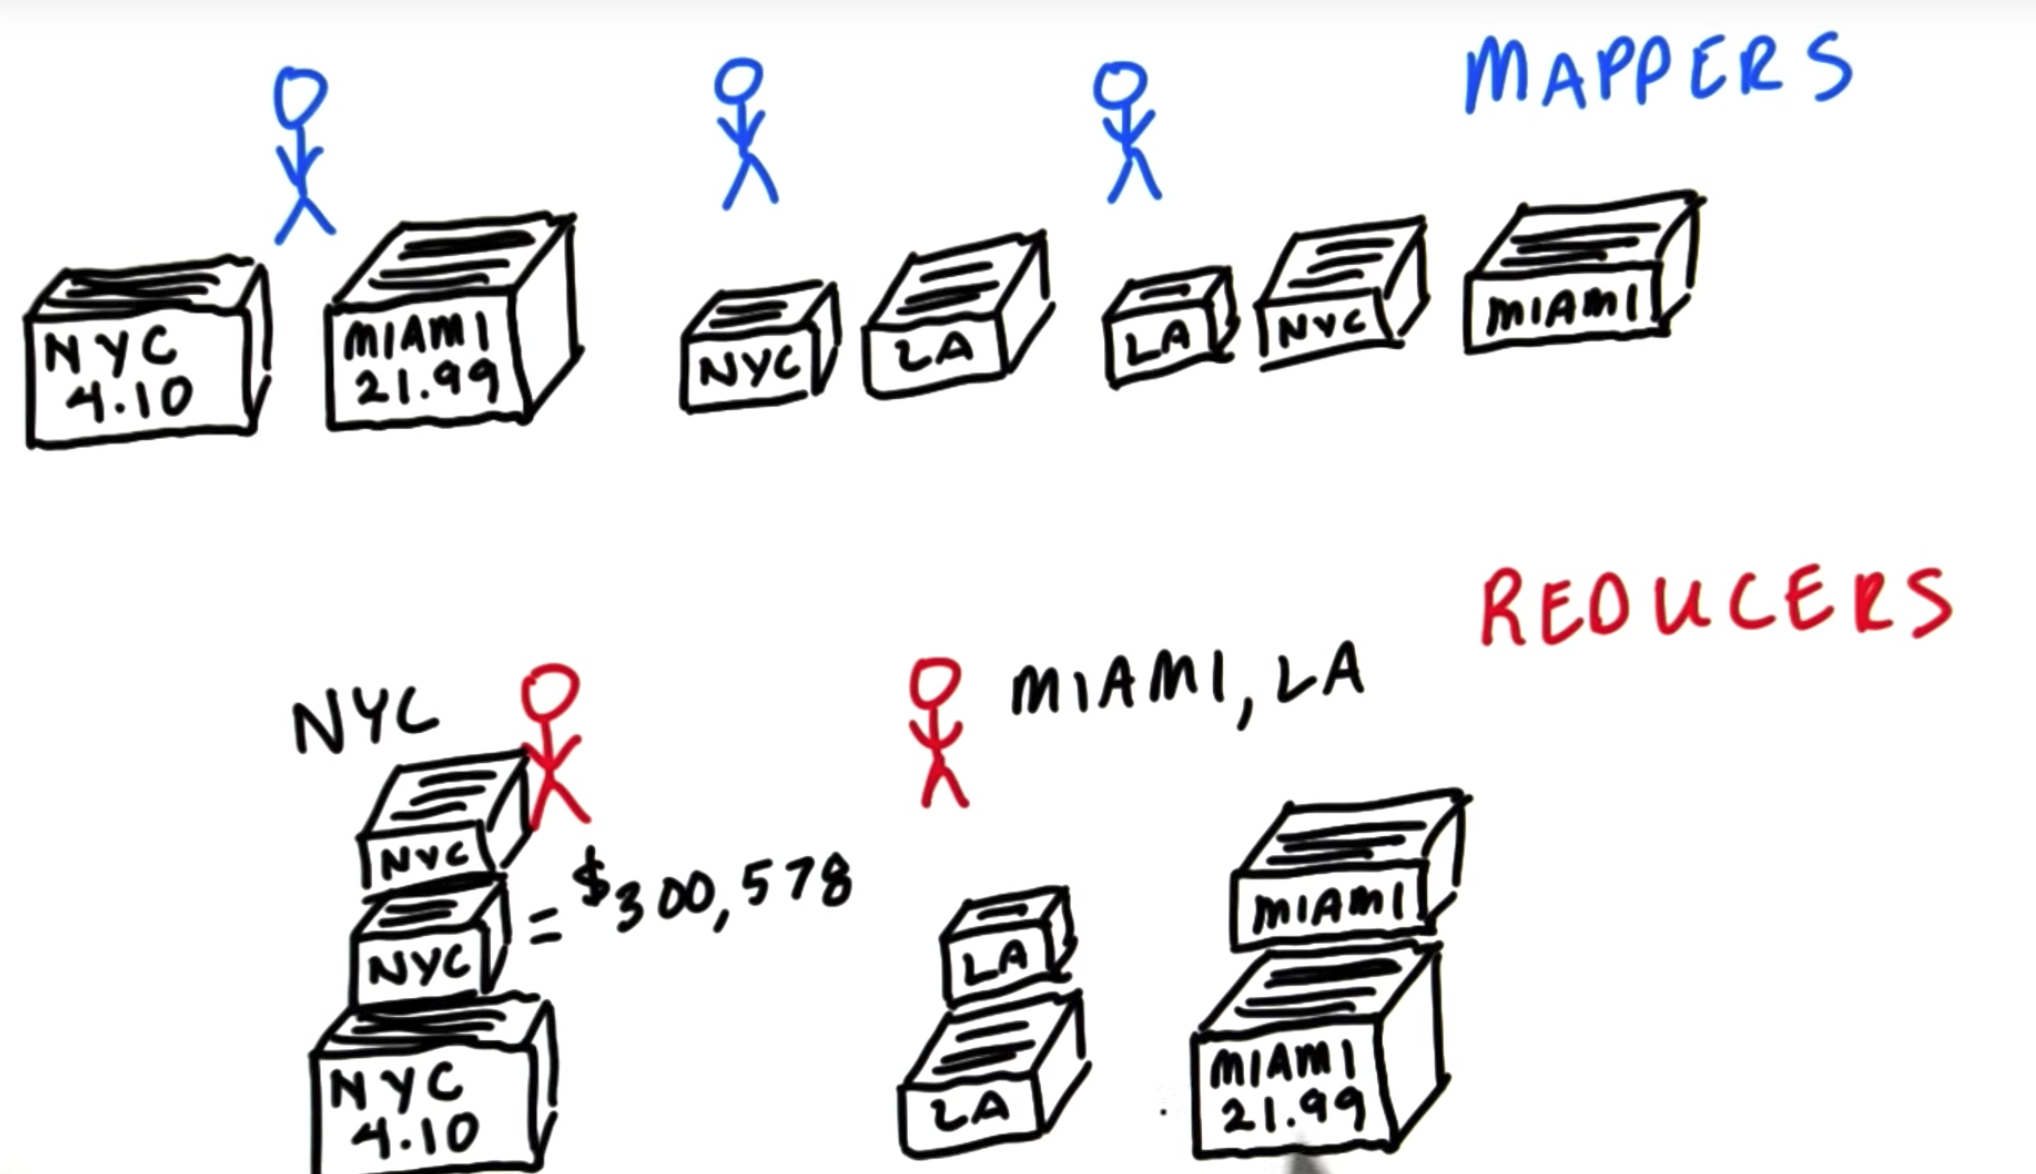 MAPPERS
NYC
4.10
MIAMI
21.99
NYC
LA
LA
NYC
MIAMI
REDUCERS
NYC
MIAMI, LA
NYC
NYC
NYC
4.10
= $300,578
LA
LA
MIAMI
MIAMI
21.99